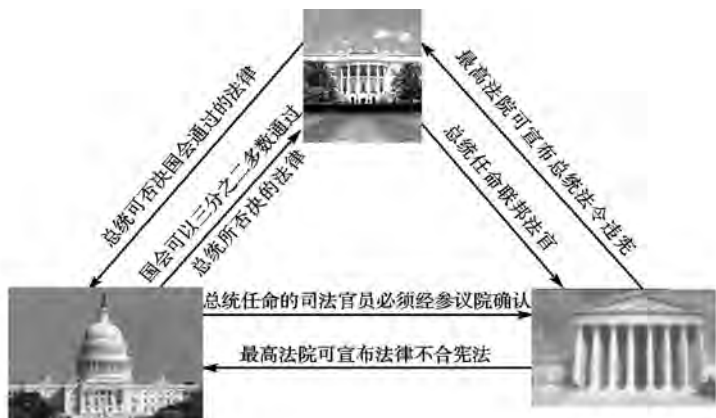 总统可否决国会通过的法律
国会可以三分之二多数通过
总统所否决的法律
最高法院可宣布总统法令违宪
总统任命联邦法官
总统任命的司法官员必须经参议院确认
最高法院可宣布法律不合宪法